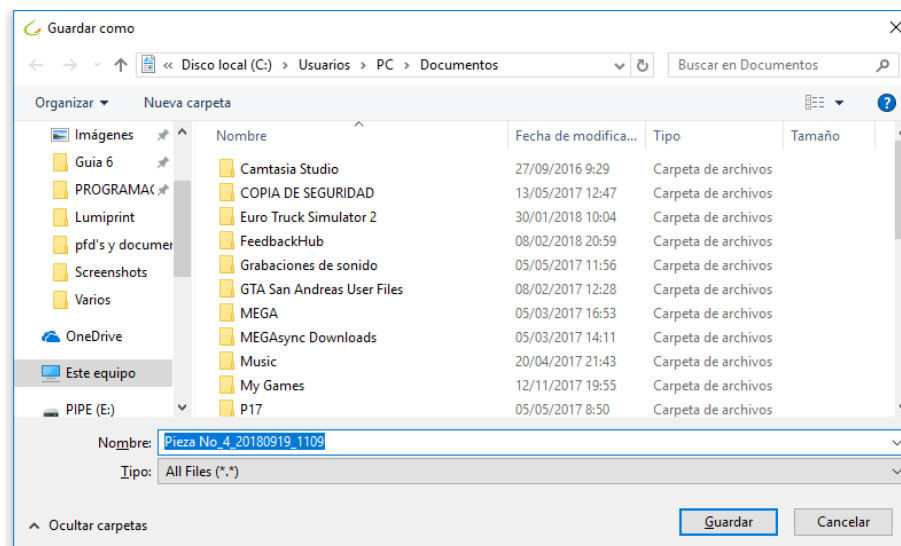 Guardar como
« Disco local (C:) > Usuarios > PC > Documentos
Buscar en Documentos
Organizar Nueva carpeta
Imágenes
Guia 6
PROGRAMAC
Lumiprint
pfd's y documer
Screenshots
Varios
OneDrive
Este equipo
PIPE (E:)
Nombre Fecha de modifica... Tipo Tamaño
Camtasia Studio 27/09/2016 9:29 Carpeta de archivos
COPIA DE SEGURIDAD 13/05/2017 12:47 Carpeta de archivos
Euro Truck Simulator 2 30/01/2018 10:04 Carpeta de archivos
FeedbackHub 08/02/2018 20:59 Carpeta de archivos
Grabaciones de sonido 05/05/2017 11:56 Carpeta de archivos
GTA San Andreas User Files 08/02/2017 12:28 Carpeta de archivos
MEGA 05/03/2017 16:53 Carpeta de archivos
MEGAsync Downloads 05/03/2017 14:11 Carpeta de archivos
Music 20/04/2017 21:43 Carpeta de archivos
My Games 12/11/2017 19:55 Carpeta de archivos
P17 05/05/2017 8:50 Carpeta de archivos
Nombre: Pieza No_4_20180919_1109
Tipo: All Files (*.*)
Ocultar carpetas
Guardar Cancelar